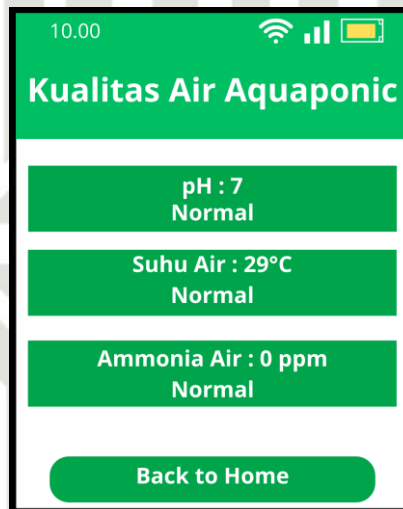 10.00
Kualitas Air Aquaponic
pH : 7
Normal
Suhu Air : 29°C
Normal
Ammonia Air : 0 ppm
Normal
Back to Home